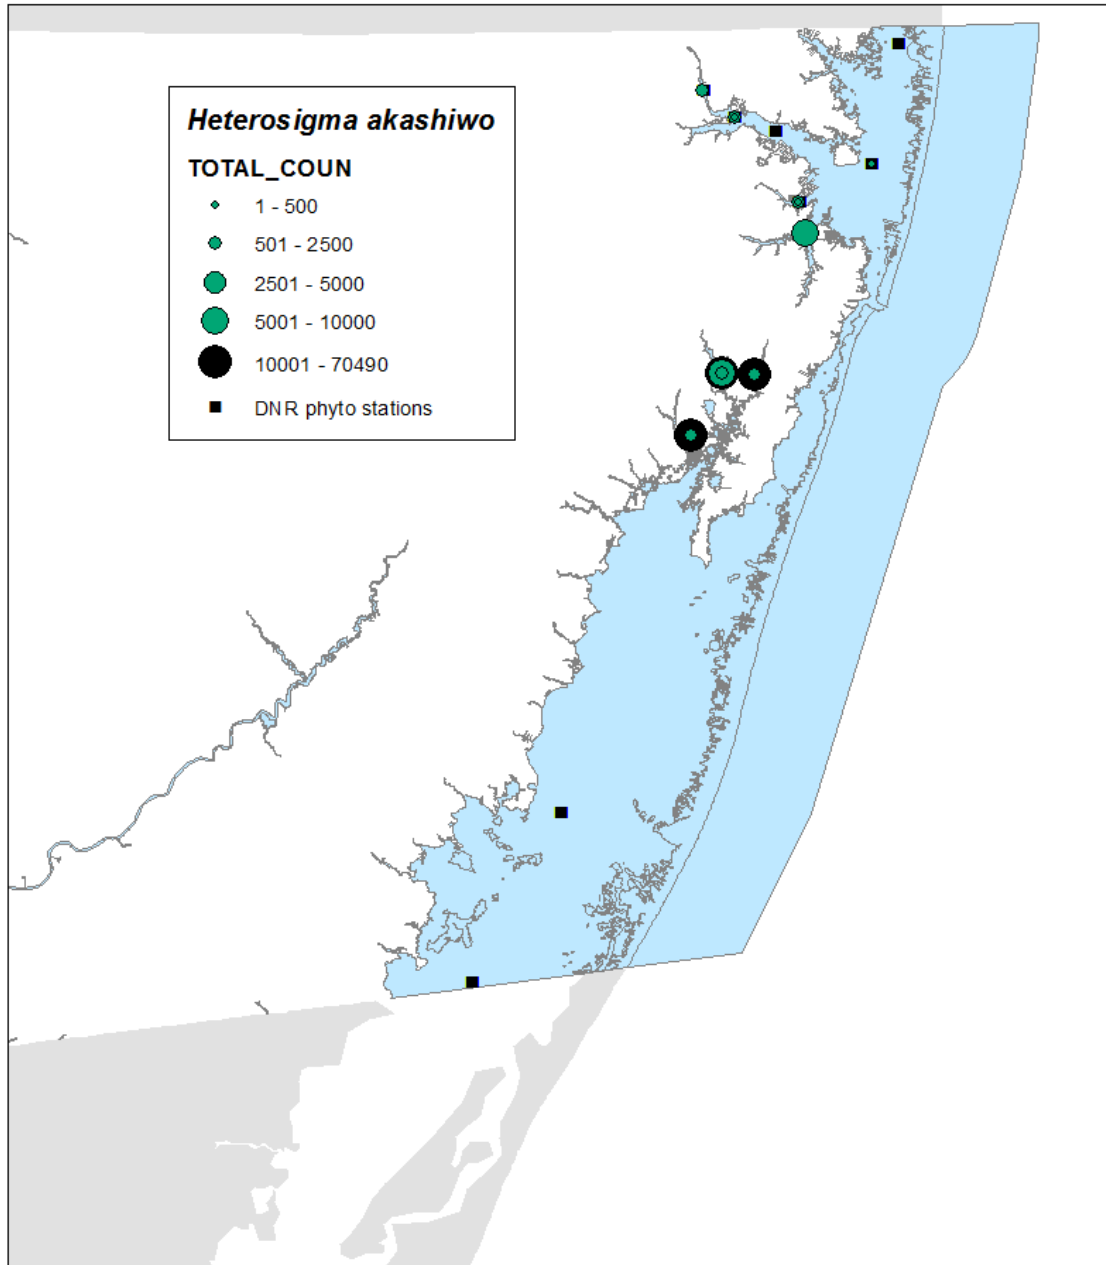 Heterosigma akashiwo
TOTAL_COUN
1 - 500
501 - 2500
2501 - 5000
5001 - 10000
10001 - 70490
DNR phyto stations